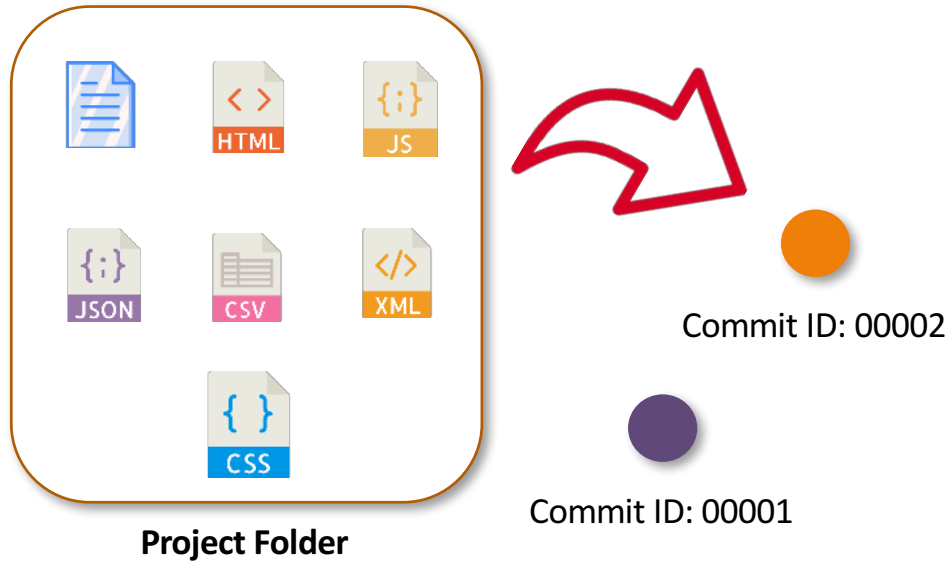 < >
HTML
{;}
JS
{;}
JSON
CSV
</>
XML
{ }
CSS
Project Folder
Commit ID: 00002
Commit ID: 00001